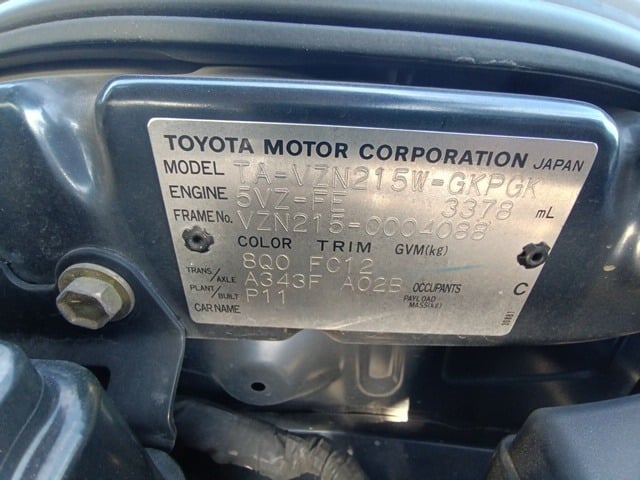 TOYOTA MOTOR CORPORATION JAPAN
MODEL TA-VZN215W-GKPGK
ENGINE 5VZ-FE 3378 mL
FRAME No. VZN215-0004088
COLOR TRIM GVM(kg)
8Q0 FC12
TRANS/AXLE A343F A02B OCCUPANTS C
PLANT/BUILT P11 PAYLOAD MASS(kg)
CAR NAME